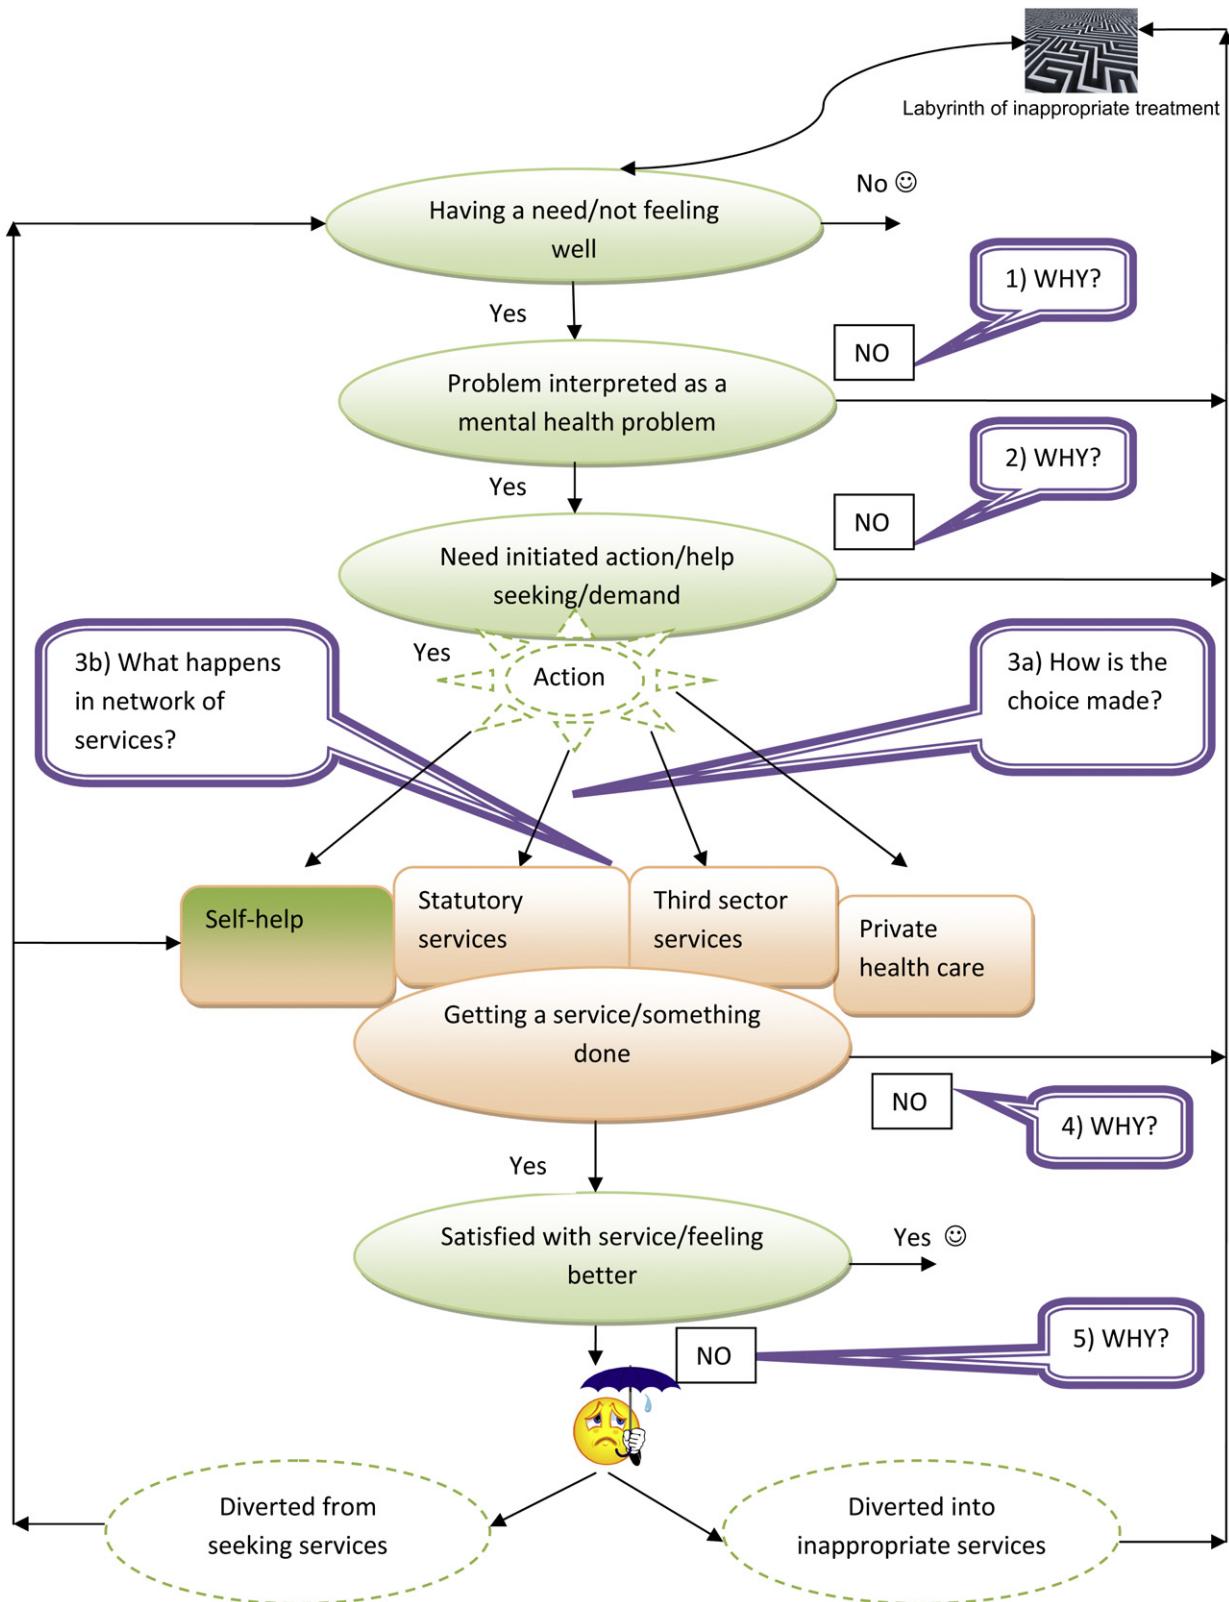 Labyrinth of inappropriate treatment
No ☺
Having a need/not feeling
well
1) WHY?
Yes
NO
Problem interpreted as a
mental health problem
2) WHY?
Yes
NO
Need initiated action/help
seeking/demand
Yes
Action
3b) What happens
in network of
services?
3a) How is the
choice made?
Self-help
Statutory
services
Third sector
services
Private
health care
Getting a service/something
done
NO
4) WHY?
Yes
Satisfied with service/feeling
better
Yes ☺
NO
5) WHY?
Diverted from
seeking services
Diverted into
inappropriate services